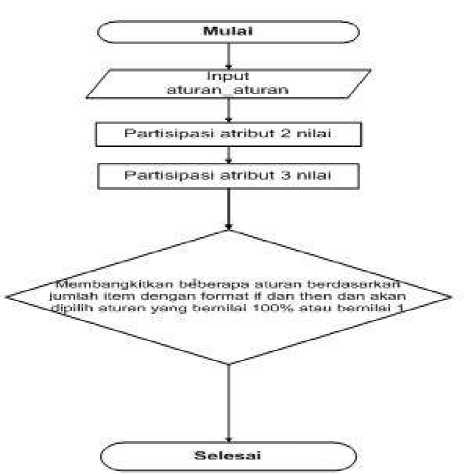 Mulai
Input
aturan_aturan
Partisipasi atribut 2 nilai
Partisipasi atribut 3 nilai
Membangkitkan beberapa aturan berdasarkan
jumlah item dengan format if dan then dan akan
dipilih aturan yang bernilai 100% atau bernilai 1
Selesai